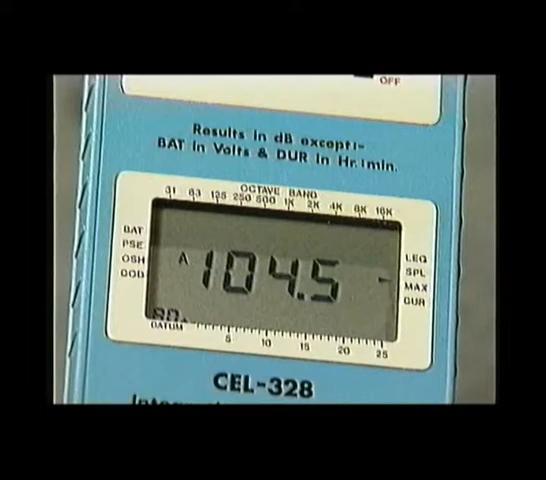 OFF
Results in dB except:-
BAT in Volts & DUR in Hr.:min.
OCTAVE BAND
31 63 125 250 500 1K 2K 4K 8K 16K
BAT
PSE
OSH
DOD
A 104.5
LEQ
SPL
MAX
DUR
80.
DATUM
5 10 15 20 25
CEL-328